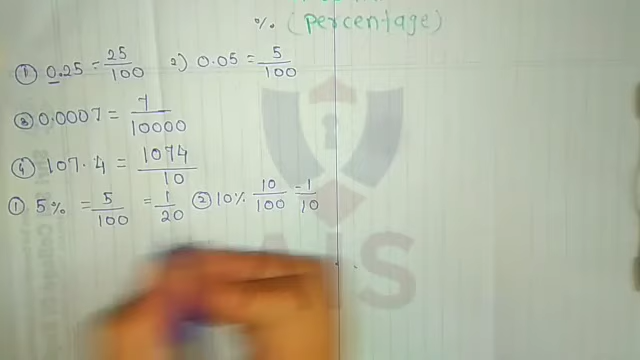 % (percentage)
① 0.25 = 25/100 2) 0.05 = 5/100
③ 0.0007 = 7/10000
④ 107.4 = 1074/10
① 5% = 5/100 = 1/20 ② 10% 10/100 = 1/10
AIS